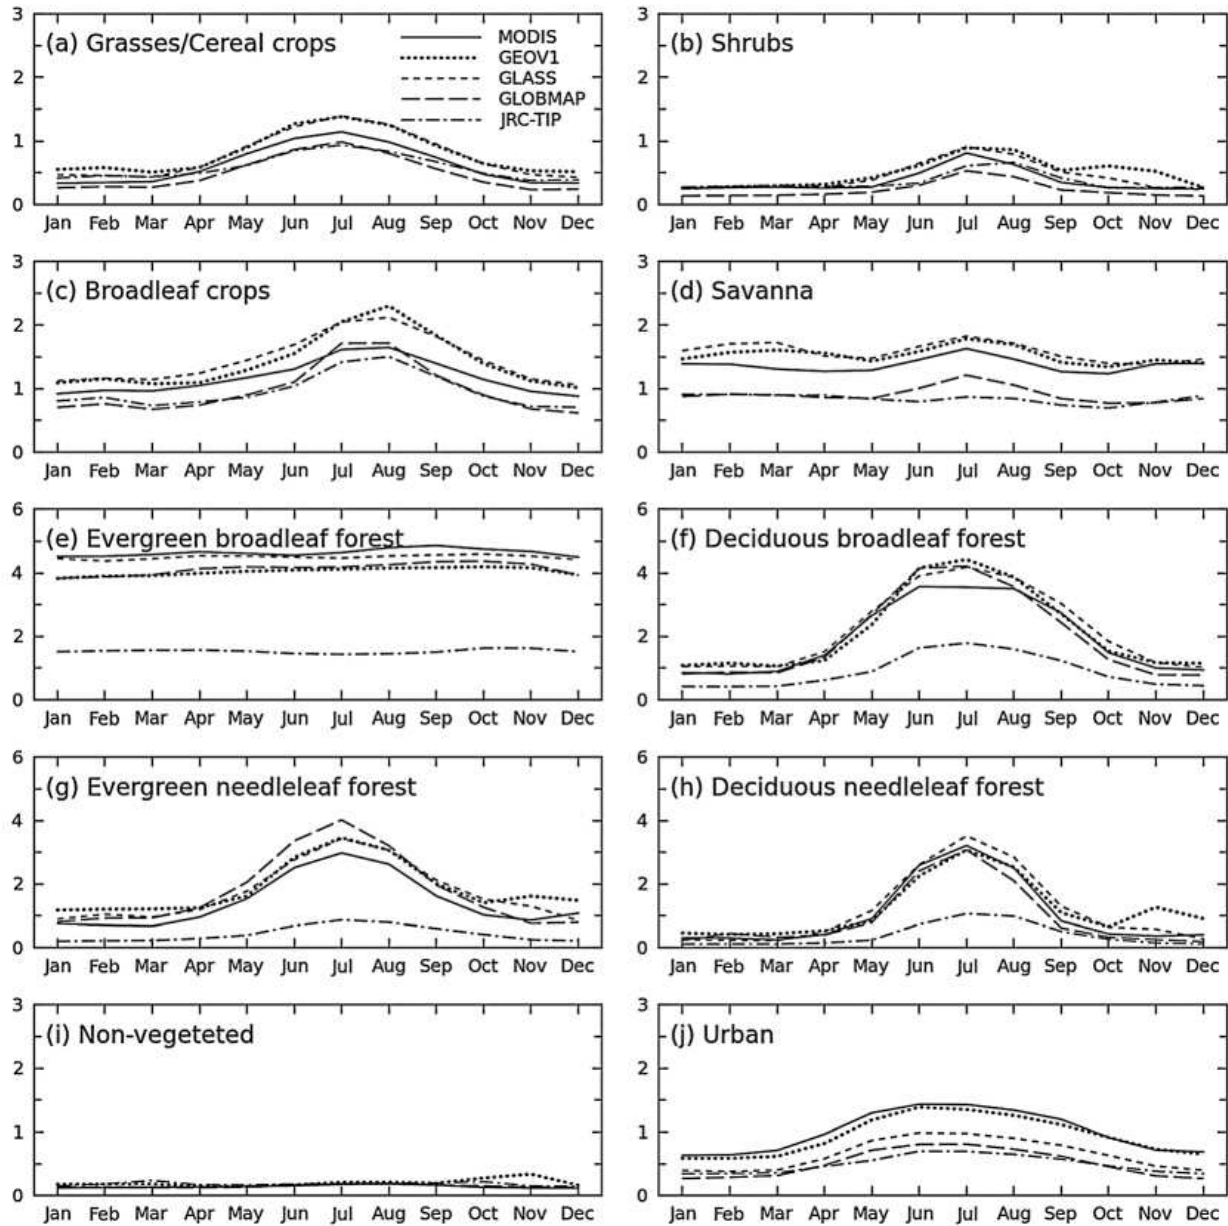 (a) Grasses/Cereal crops
MODIS
GEOV1
GLASS
GLOBMAP
JRC-TIP
3
2
1
0
Jan Feb Mar Apr May Jun Jul Aug Sep Oct Nov Dec
(b) Shrubs
3
2
1
0
Jan Feb Mar Apr May Jun Jul Aug Sep Oct Nov Dec
(c) Broadleaf crops
3
2
1
0
Jan Feb Mar Apr May Jun Jul Aug Sep Oct Nov Dec
(d) Savanna
3
2
1
0
Jan Feb Mar Apr May Jun Jul Aug Sep Oct Nov Dec
(e) Evergreen broadleaf forest
6
4
2
0
Jan Feb Mar Apr May Jun Jul Aug Sep Oct Nov Dec
(f) Deciduous broadleaf forest
6
4
2
0
Jan Feb Mar Apr May Jun Jul Aug Sep Oct Nov Dec
(g) Evergreen needleleaf forest
6
4
2
0
Jan Feb Mar Apr May Jun Jul Aug Sep Oct Nov Dec
(h) Deciduous needleleaf forest
6
4
2
0
Jan Feb Mar Apr May Jun Jul Aug Sep Oct Nov Dec
(i) Non-vegeteted
3
2
1
0
Jan Feb Mar Apr May Jun Jul Aug Sep Oct Nov Dec
(j) Urban
3
2
1
0
Jan Feb Mar Apr May Jun Jul Aug Sep Oct Nov Dec